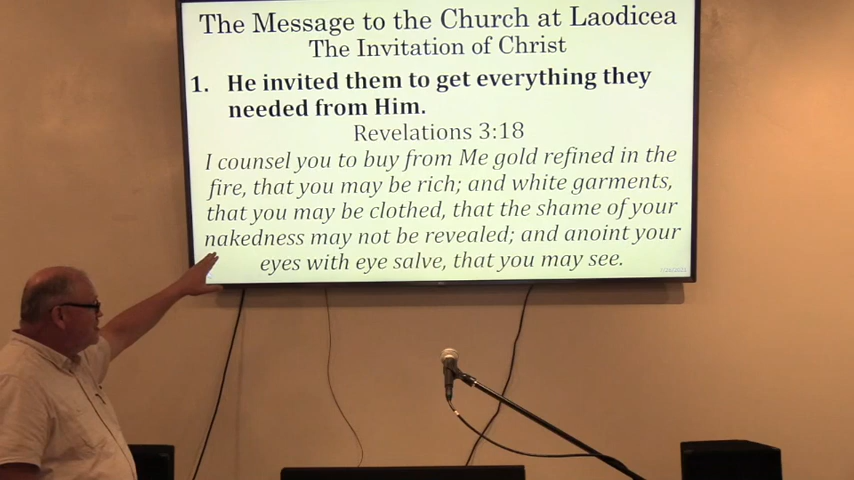 The Message to the Church at Laodicea
The Invitation of Christ
1. He invited them to get everything they
needed from Him.
Revelations 3:18
I counsel you to buy from Me gold refined in the
fire, that you may be rich; and white garments,
that you may be clothed, that the shame of your
nakedness may not be revealed; and anoint your
eyes with eye salve, that you may see.